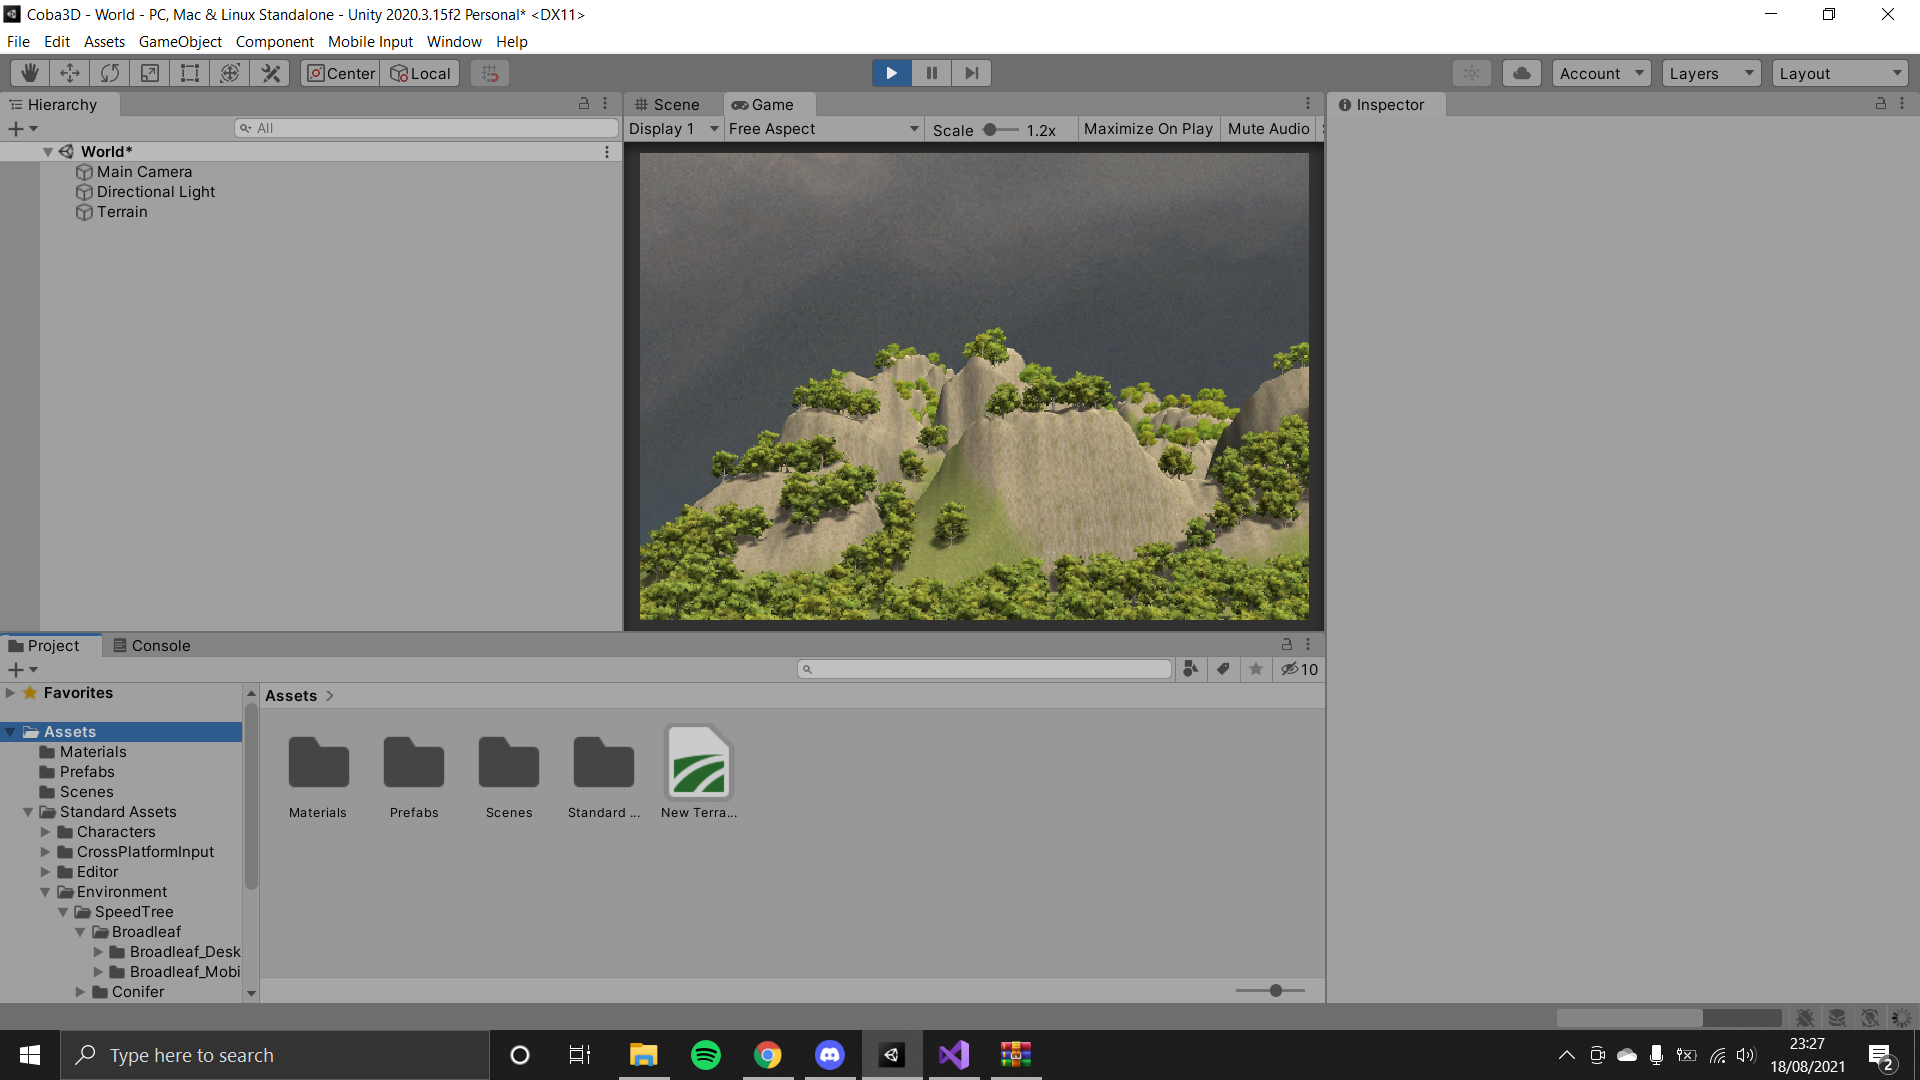 Coba3D - World - PC, Mac & Linux Standalone - Unity 2020.3.15f2 Personal* <DX11>
File Edit Assets GameObject Component Mobile Input Window Help
Center Local Account Layers Layout
Hierarchy
All
World*
Main Camera
Directional Light
Terrain
Scene Game
Display 1 Free Aspect Scale 1.2x Maximize On Play Mute Audio
Inspector
Project Console
10
Favorites
Assets
Materials
Prefabs
Scenes
Standard Assets
Characters
CrossPlatformInput
Editor
Environment
SpeedTree
Broadleaf
Broadleaf_Desk
Broadleaf_Mobi
Conifer
Assets
Materials Prefabs Scenes Standard ... New Terra...
Type here to search
23:27
18/08/2021
2